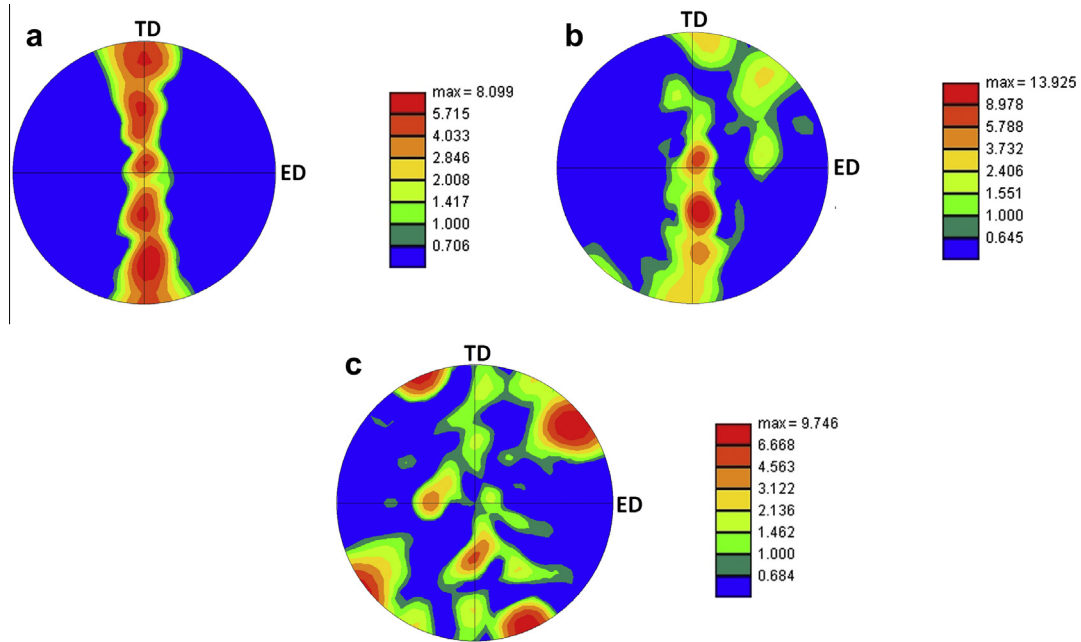 a
TD
ED
max = 8.099
5.715
4.033
2.846
2.008
1.417
1.000
0.706
b
TD
ED
max = 13.925
8.978
5.788
3.732
2.406
1.551
1.000
0.645
c
TD
ED
max = 9.746
6.668
4.563
3.122
2.136
1.462
1.000
0.684